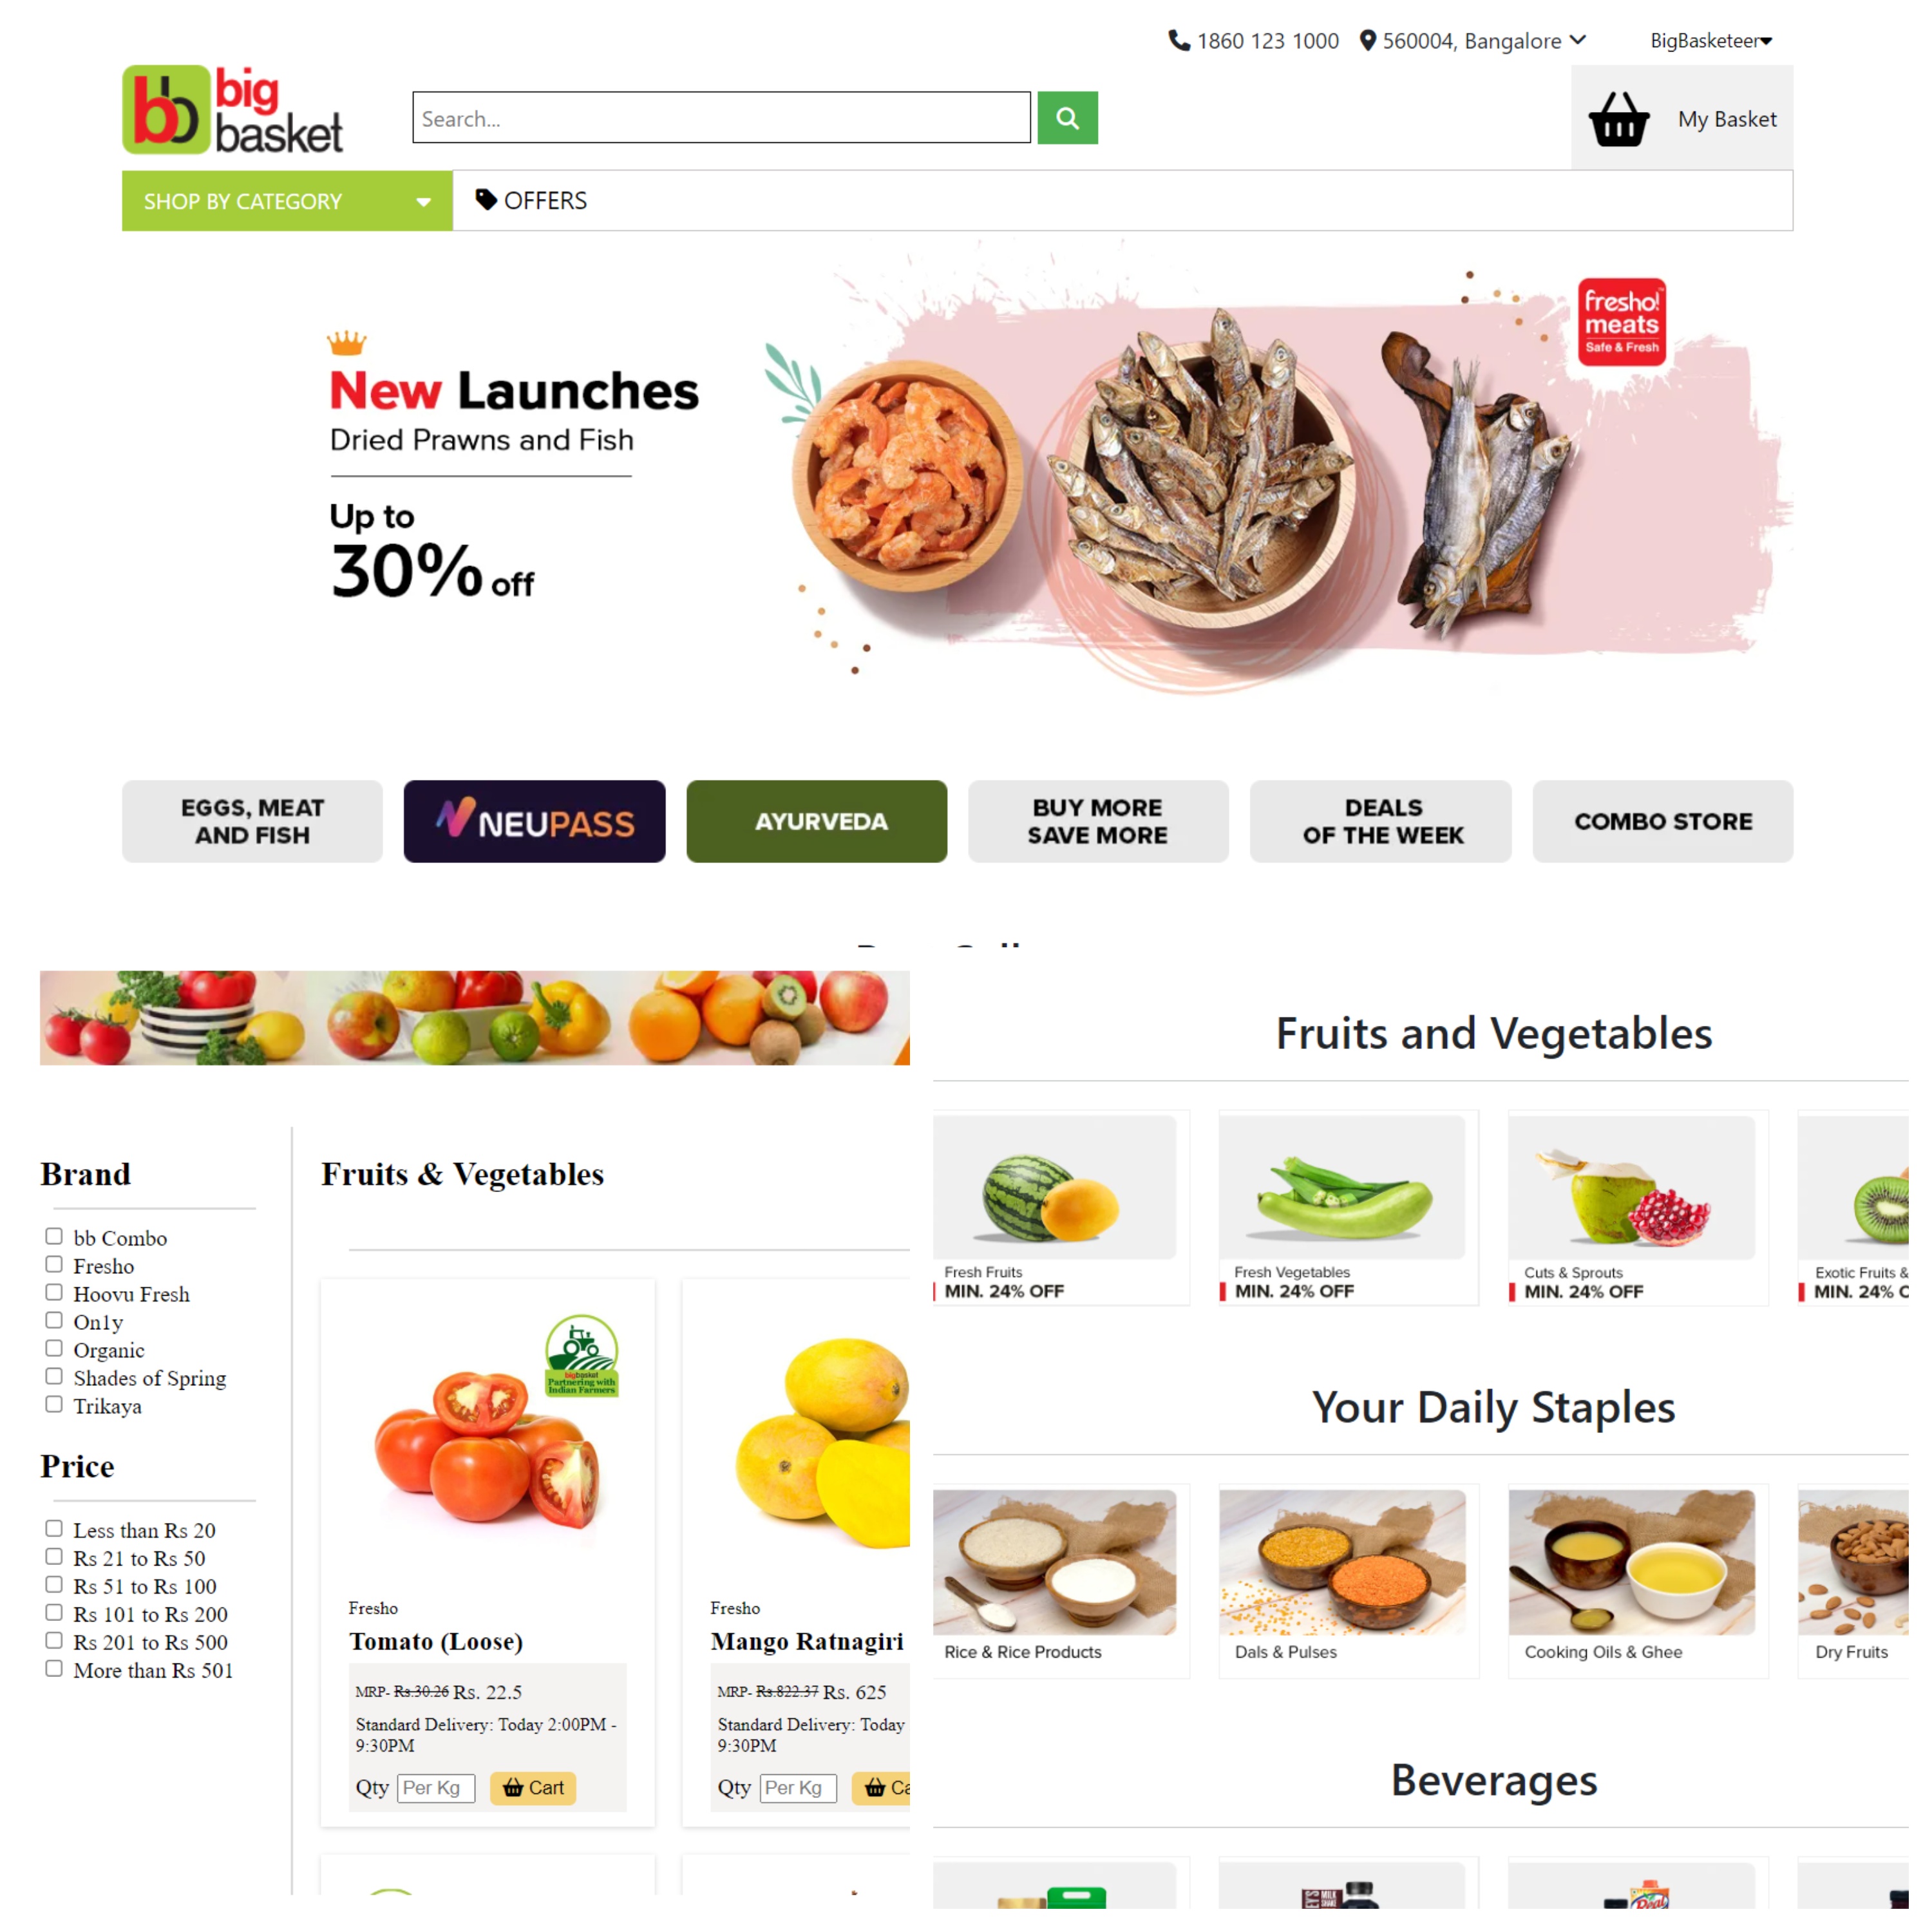 1860 123 1000 560004, Bangalore BigBasketeer
bb big
basket
Search...
My Basket
SHOP BY CATEGORY
OFFERS
fresho!
meats
Safe & Fresh
New Launches
Dried Prawns and Fish
Up to
30% off
EGGS, MEAT
AND FISH
NEUPASS
AYURVEDA
BUY MORE
SAVE MORE
DEALS
OF THE WEEK
COMBO STORE
Brand
bb Combo
Fresho
Hoovu Fresh
On1y
Organic
Shades of Spring
Trikaya
Price
Less than Rs 20
Rs 21 to Rs 50
Rs 51 to Rs 100
Rs 101 to Rs 200
Rs 201 to Rs 500
More than Rs 501
Fruits & Vegetables
bigbasket
Partnering with
Indian Farmers
Fresho
Tomato (Loose)
MRP- Rs.30.26 Rs. 22.5
Standard Delivery: Today 2:00PM -
9:30PM
Qty Per Kg Cart
Fresho
Mango Ratnagiri
MRP- Rs.822.37 Rs. 625
Standard Delivery: Today
9:30PM
Qty Per Kg Ca
Fruits and Vegetables
Fresh Fruits
MIN. 24% OFF
Fresh Vegetables
MIN. 24% OFF
Cuts & Sprouts
MIN. 24% OFF
Exotic Fruits &
MIN. 24% O
Your Daily Staples
Rice & Rice Products
Dals & Pulses
Cooking Oils & Ghee
Dry Fruits
Beverages
MILK
SHAKE
Real